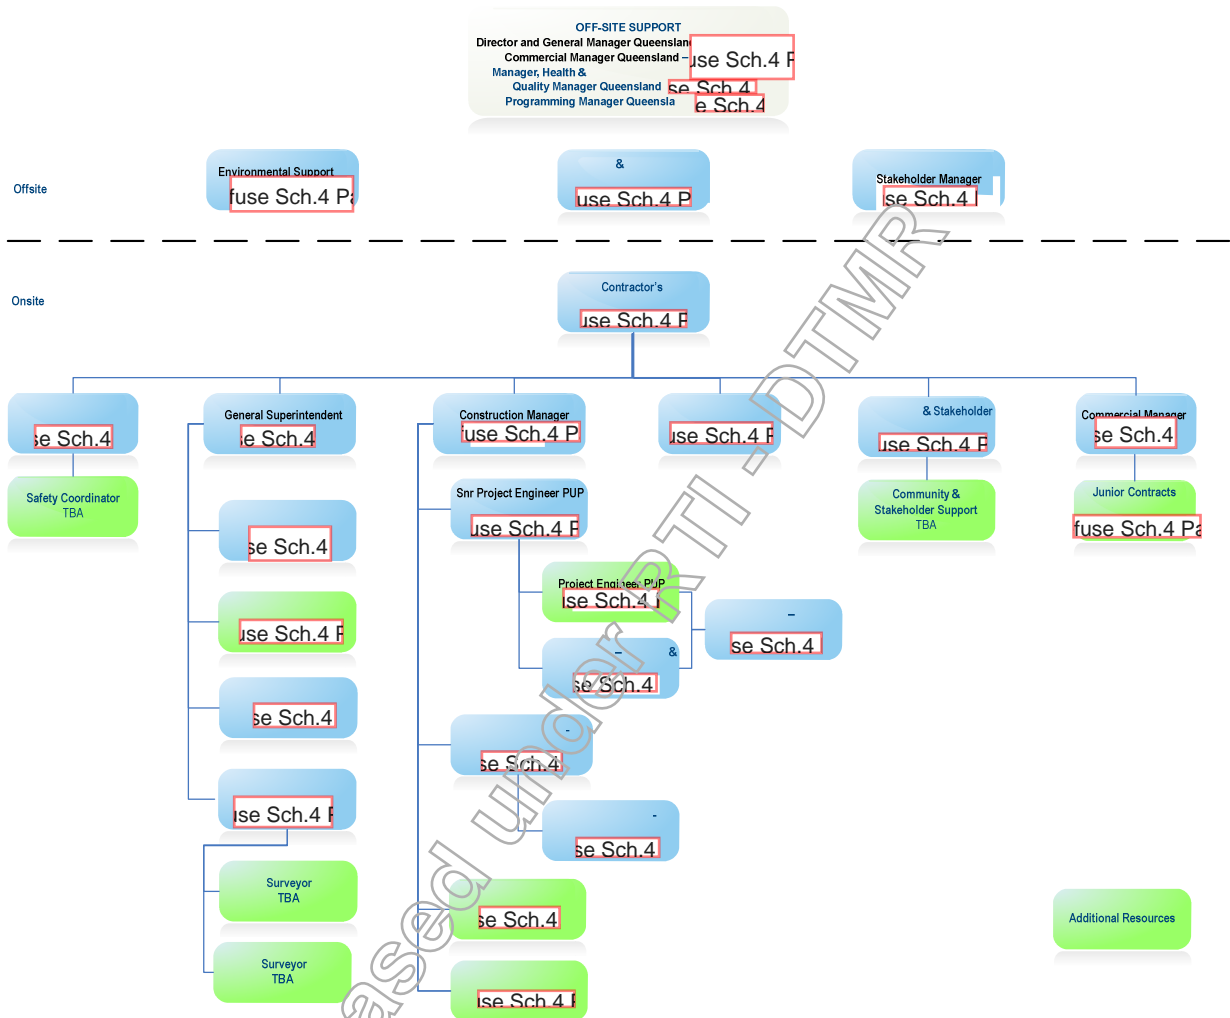 OFF-SITE SUPPORT
Director and General Manager Queensland
Commercial Manager Queensland –
use Sch.4 P
Manager, Health &
Quality Manager Queensland
se Sch.4
Programming Manager Queensla
e Sch.4
Offsite
Environmental Support
fuse Sch.4 Pa
&
use Sch.4 P
Stakeholder Manager
se Sch.4
Onsite
Contractor's
use Sch.4 P
se Sch.4
General Superintendent
se Sch.4
Construction Manager
fuse Sch.4 P
use Sch.4 P
& Stakeholder
use Sch.4 P
Commercial Manager
se Sch.4
Safety Coordinator
TBA
Snr Project Engineer PUP
use Sch.4 P
Community &
Stakeholder Support
TBA
Junior Contracts
fuse Sch.4 Pa
se Sch.4
Project Engineer PUP
use Sch.4
use Sch.4 P
–
se Sch.4
– &
se Sch.4
se Sch.4
-
se Sch.4
use Sch.4 P
-
se Sch.4
Surveyor
TBA
se Sch.4
Additional Resources
Surveyor
TBA
use Sch.4 P
ased under RTI - DTMR